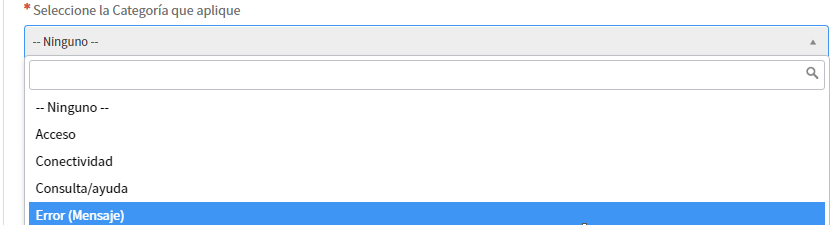 * Seleccione la Categoría que aplique
-- Ninguno --
-- Ninguno --
Acceso
Conectividad
Consulta/ayuda
Error (Mensaje)